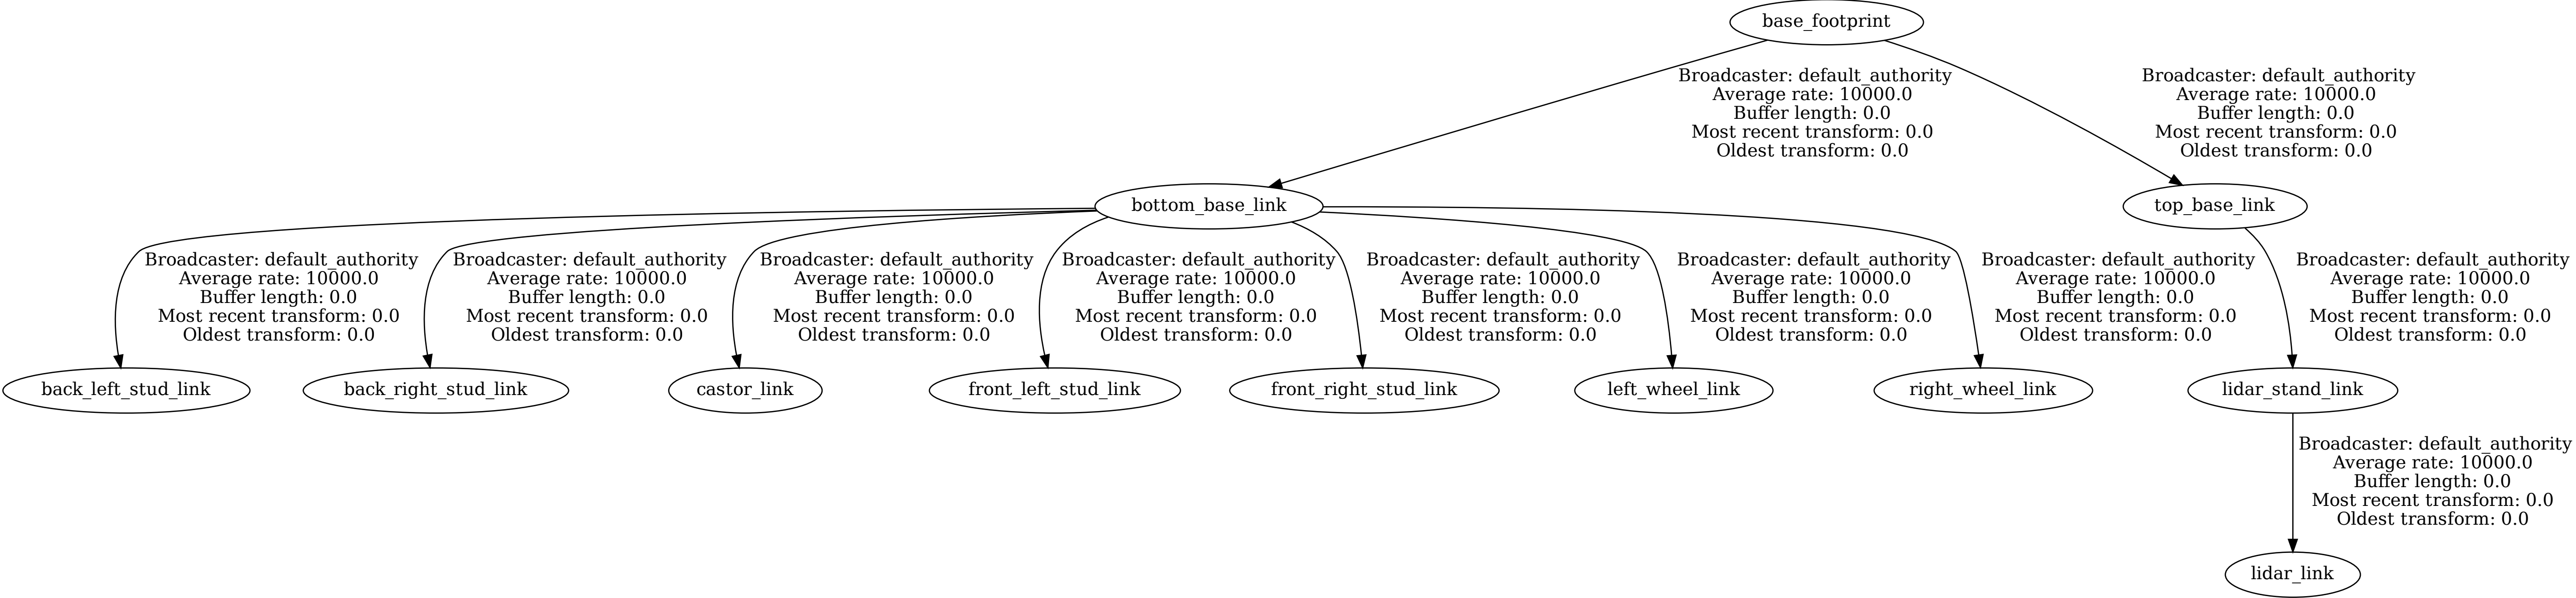 base_footprint
Broadcaster: default_authority
Average rate: 10000.0
Buffer length: 0.0
Most recent transform: 0.0
Oldest transform: 0.0
Broadcaster: default_authority
Average rate: 10000.0
Buffer length: 0.0
Most recent transform: 0.0
Oldest transform: 0.0
bottom_base_link
top_base_link
Broadcaster: default_authority
Average rate: 10000.0
Buffer length: 0.0
Most recent transform: 0.0
Oldest transform: 0.0
Broadcaster: default_authority
Average rate: 10000.0
Buffer length: 0.0
Most recent transform: 0.0
Oldest transform: 0.0
Broadcaster: default_authority
Average rate: 10000.0
Buffer length: 0.0
Most recent transform: 0.0
Oldest transform: 0.0
Broadcaster: default_authority
Average rate: 10000.0
Buffer length: 0.0
Most recent transform: 0.0
Oldest transform: 0.0
Broadcaster: default_authority
Average rate: 10000.0
Buffer length: 0.0
Most recent transform: 0.0
Oldest transform: 0.0
Broadcaster: default_authority
Average rate: 10000.0
Buffer length: 0.0
Most recent transform: 0.0
Oldest transform: 0.0
Broadcaster: default_authority
Average rate: 10000.0
Buffer length: 0.0
Most recent transform: 0.0
Oldest transform: 0.0
Broadcaster: default_authority
Average rate: 10000.0
Buffer length: 0.0
Most recent transform: 0.0
Oldest transform: 0.0
back_left_stud_link
back_right_stud_link
castor_link
front_left_stud_link
front_right_stud_link
left_wheel_link
right_wheel_link
lidar_stand_link
Broadcaster: default_authority
Average rate: 10000.0
Buffer length: 0.0
Most recent transform: 0.0
Oldest transform: 0.0
lidar_link